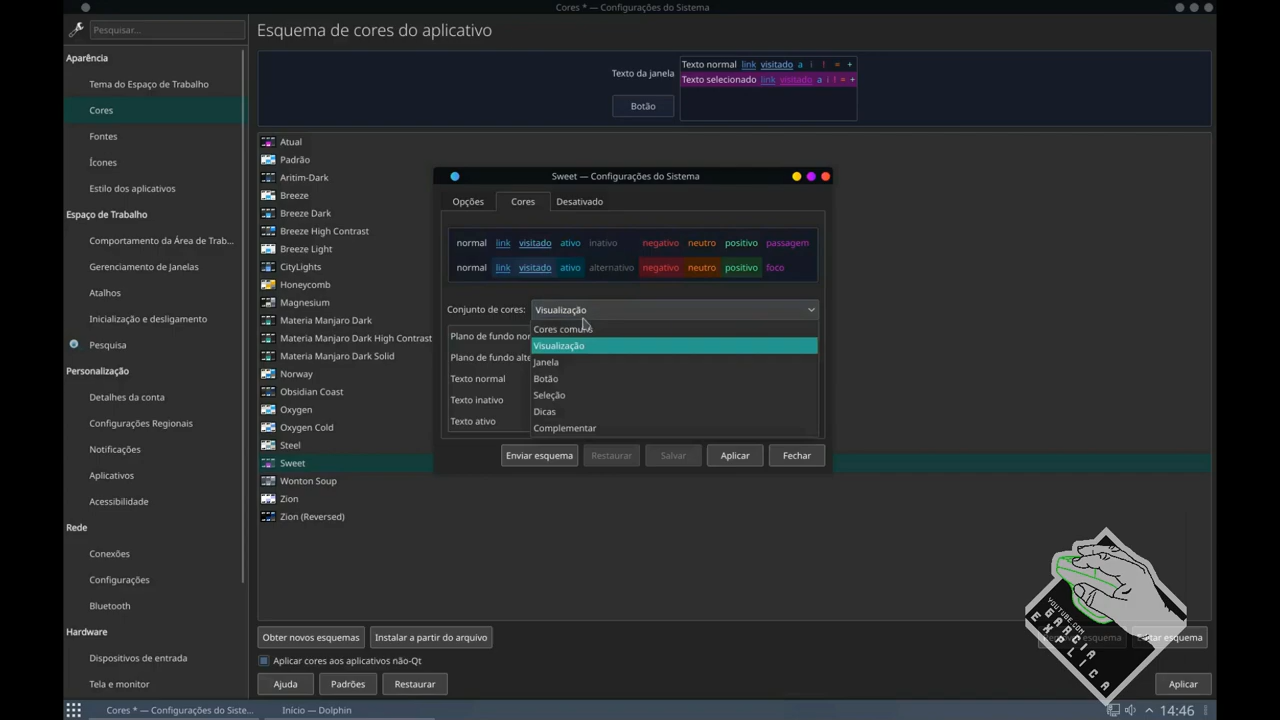 Cores * — Configurações do Sistema
Pesquisar...
Esquema de cores do aplicativo
Aparência
Tema do Espaço de Trabalho
Cores
Fontes
Ícones
Estilo dos aplicativos
Espaço de Trabalho
Comportamento da Área de Trab...
Gerenciamento de Janelas
Atalhos
Inicialização e desligamento
Pesquisa
Personalização
Detalhes da conta
Configurações Regionais
Notificações
Aplicativos
Acessibilidade
Rede
Conexões
Configurações
Bluetooth
Hardware
Dispositivos de entrada
Tela e monitor
Texto da janela
Botão
Texto normal link visitado a i ! = +
Texto selecionado link visitado a i ! = +
Atual
Padrão
Aritim-Dark
Breeze
Breeze Dark
Breeze High Contrast
Breeze Light
CityLights
Honeycomb
Magnesium
Materia Manjaro Dark
Materia Manjaro Dark High Contrast
Materia Manjaro Dark Solid
Norway
Obsidian Coast
Oxygen
Oxygen Cold
Steel
Sweet
Wonton Soup
Zion
Zion (Reversed)
Sweet — Configurações do Sistema
Opções Cores Desativado
normal link visitado ativo inativo negativo neutro positivo passagem
normal link visitado ativo alternativo negativo neutro positivo foco
Conjunto de cores: Visualização
Cores comuns
Visualização
Janela
Botão
Seleção
Dicas
Complementar
Plano de fundo nor
Plano de fundo alte
Texto normal
Texto inativo
Texto ativo
Enviar esquema Restaurar Salvar Aplicar Fechar
Obter novos esquemas Instalar a partir do arquivo
Aplicar cores aos aplicativos não-Qt
Ajuda Padrões Restaurar Aplicar
YOUTUBE.COM
GARCIA
EXPLICA
Cores * — Configurações do Siste...
Início — Dolphin
14:46